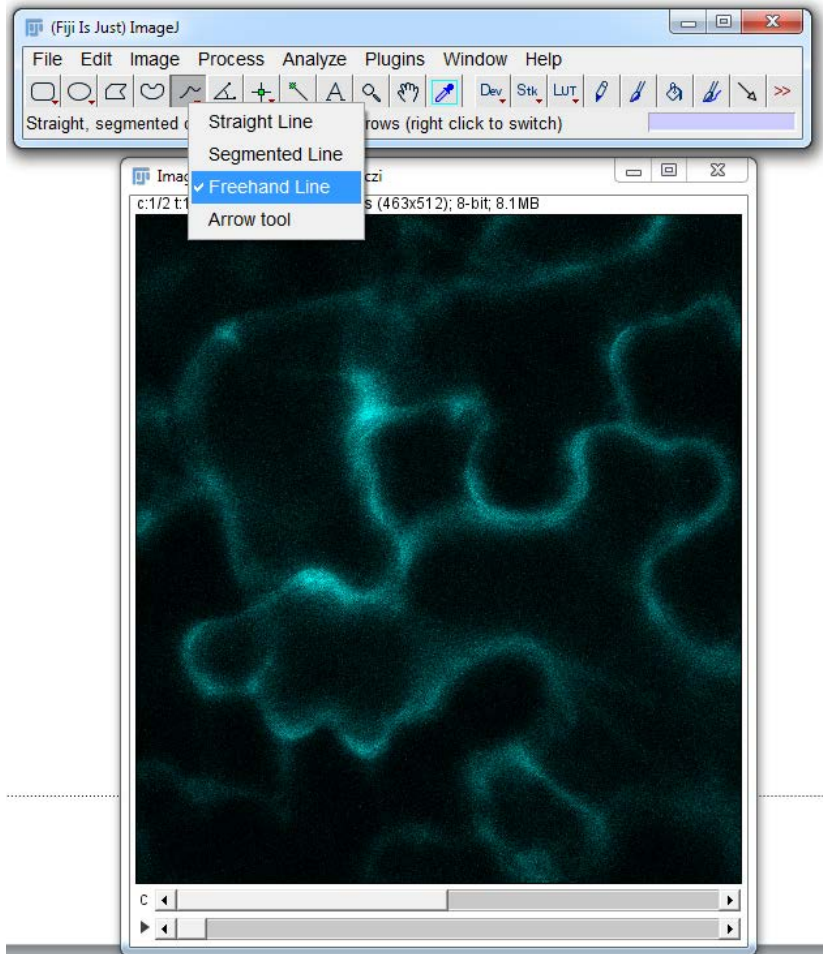 (Fiji Is Just) ImageJ
File Edit Image Process Analyze Plugins Window Help
A Dev Stk LUT >>
Straight, segmented rows (right click to switch)
Straight Line
Segmented Line
Freehand Line
Arrow tool
czi
c:1/2 (463x512); 8-bit; 8.1MB
c